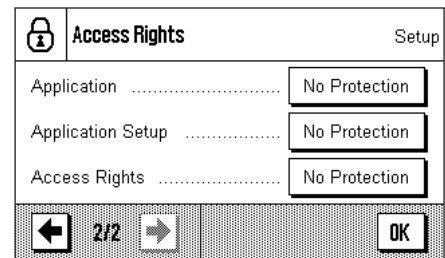 Access Rights Setup
Application ........................... No Protection
Application Setup ................. No Protection
Access Rights ...................... No Protection
2/2 OK